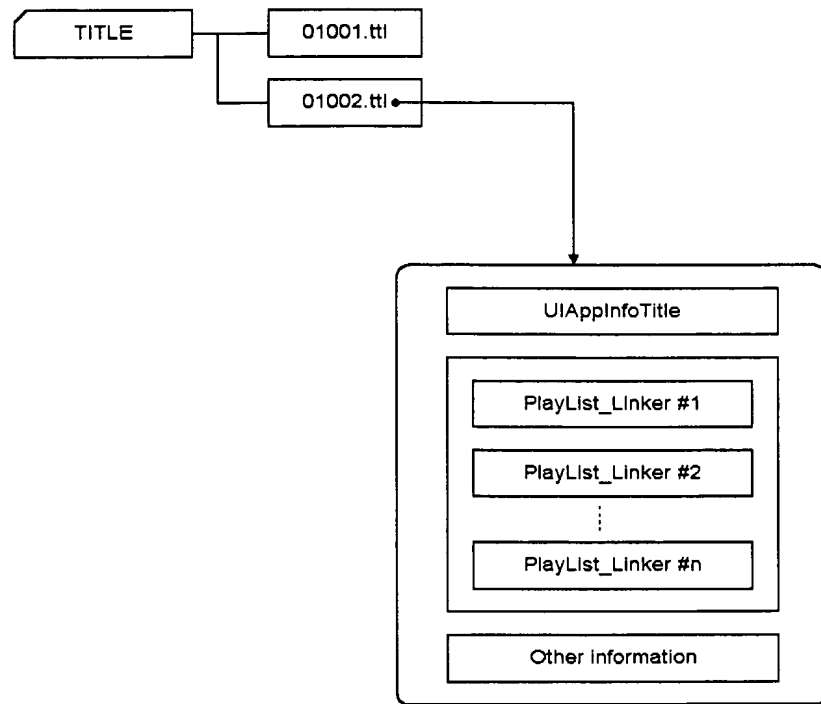 TITLE
01001.ttl
01002.ttl
UIAppInfoTitle
PlayList_Linker #1
PlayList_Linker #2
PlayList_Linker #n
Other information